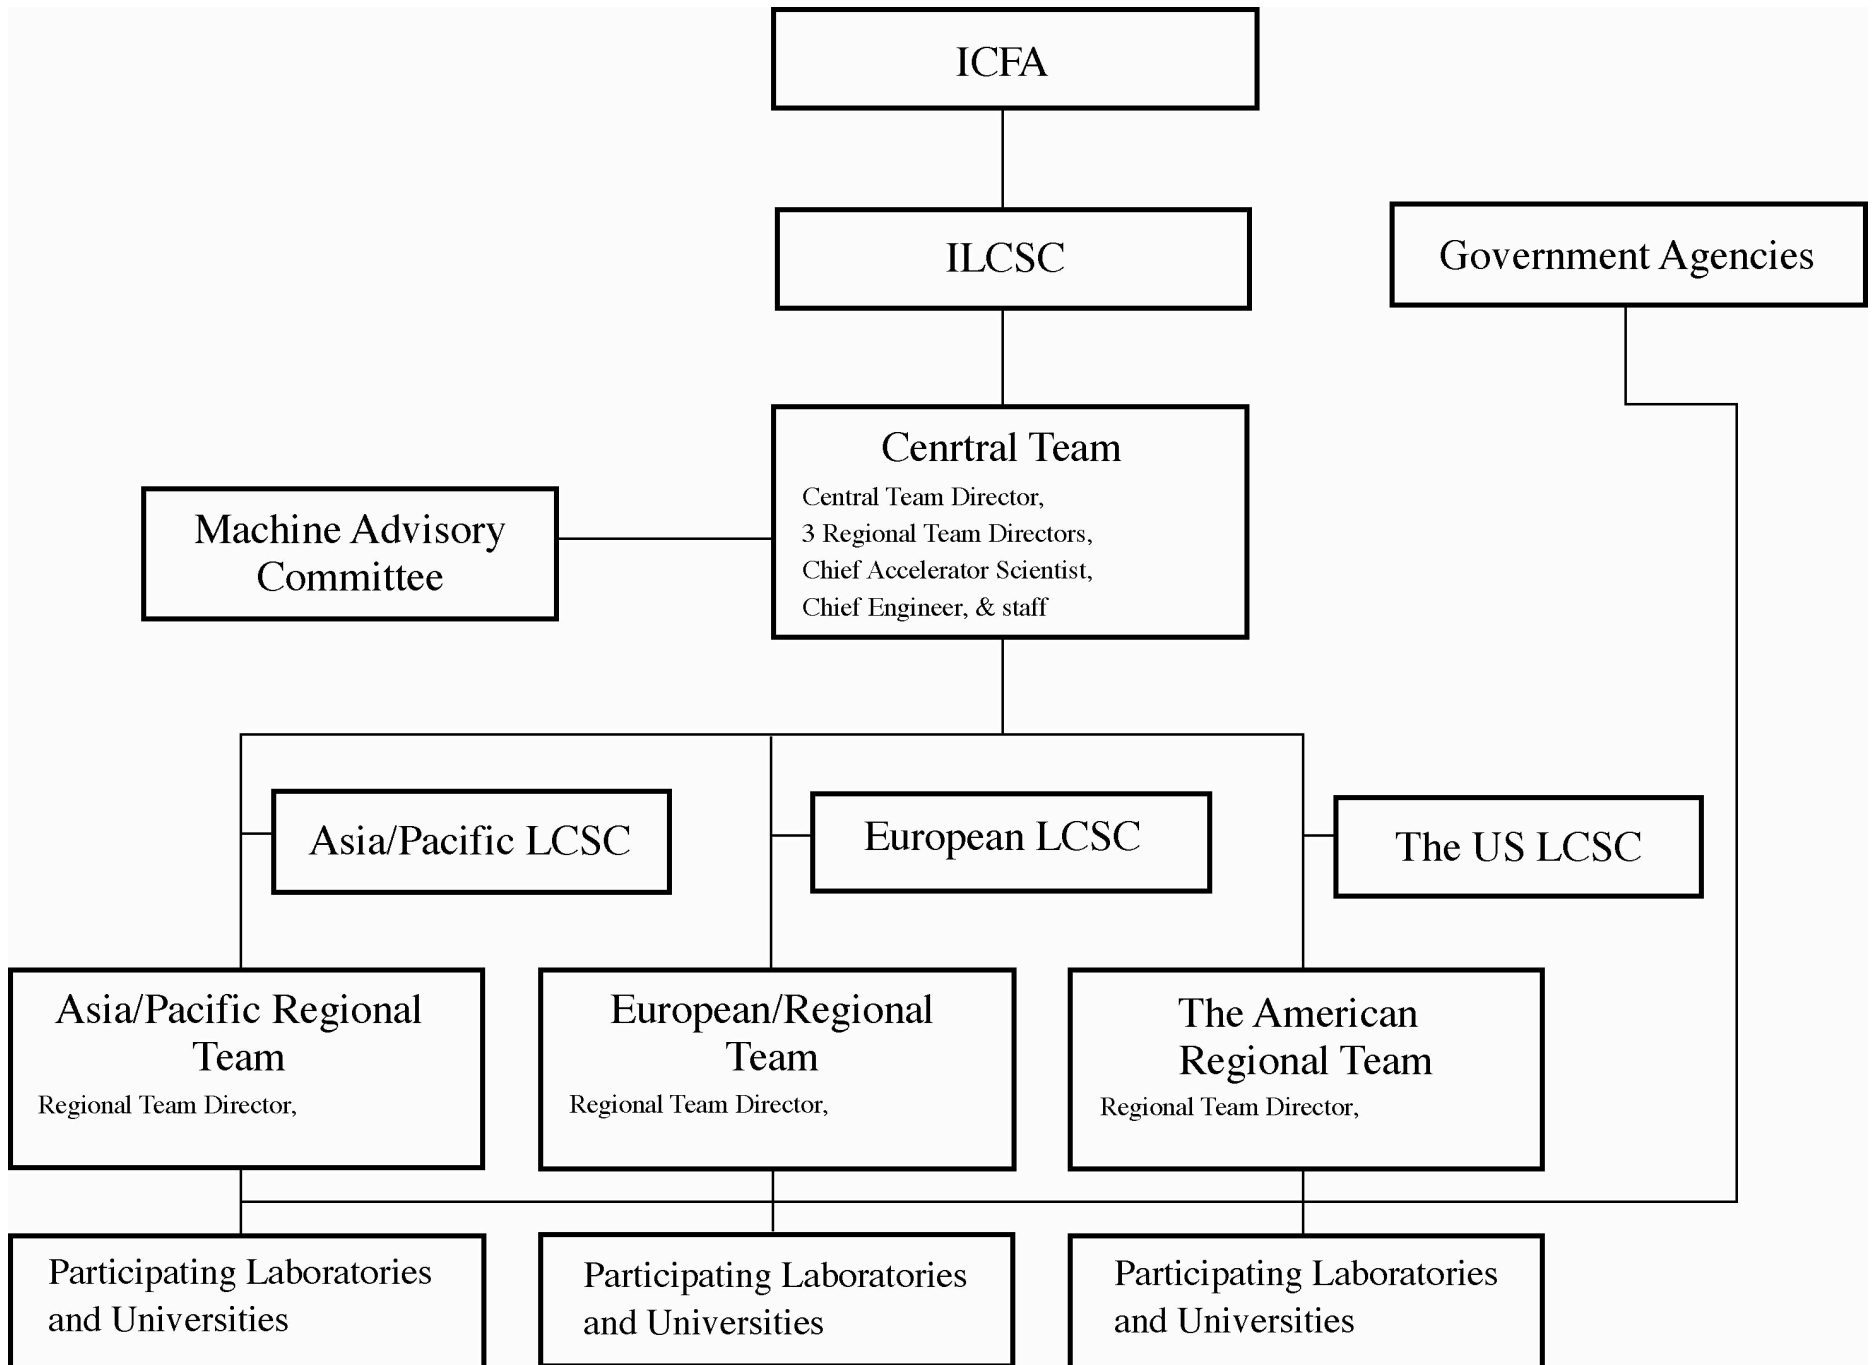 ICFA
ILCSC
Government Agencies
Cenrtral Team
Central Team Director,
3 Regional Team Directors,
Chief Accelerator Scientist,
Chief Engineer, & staff
Machine Advisory
Committee
Asia/Pacific LCSC
European LCSC
The US LCSC
Asia/Pacific Regional
Team
Regional Team Director,
European/Regional
Team
Regional Team Director,
The American
Regional Team
Regional Team Director,
Participating Laboratories
and Universities
Participating Laboratories
and Universities
Participating Laboratories
and Universities